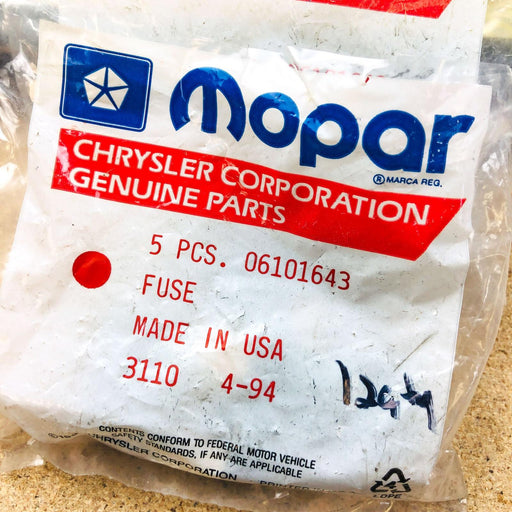 mopar
® MARCA REG.
CHRYSLER CORPORATION
GENUINE PARTS
5 PCS. 06101643
FUSE
MADE IN USA
3110 4-94
12qty
CONTENTS CONFORM TO FEDERAL MOTOR VEHICLE
SAFETY STANDARDS, IF ANY ARE APPLICABLE
CHRYSLER CORPORATION
LDPE